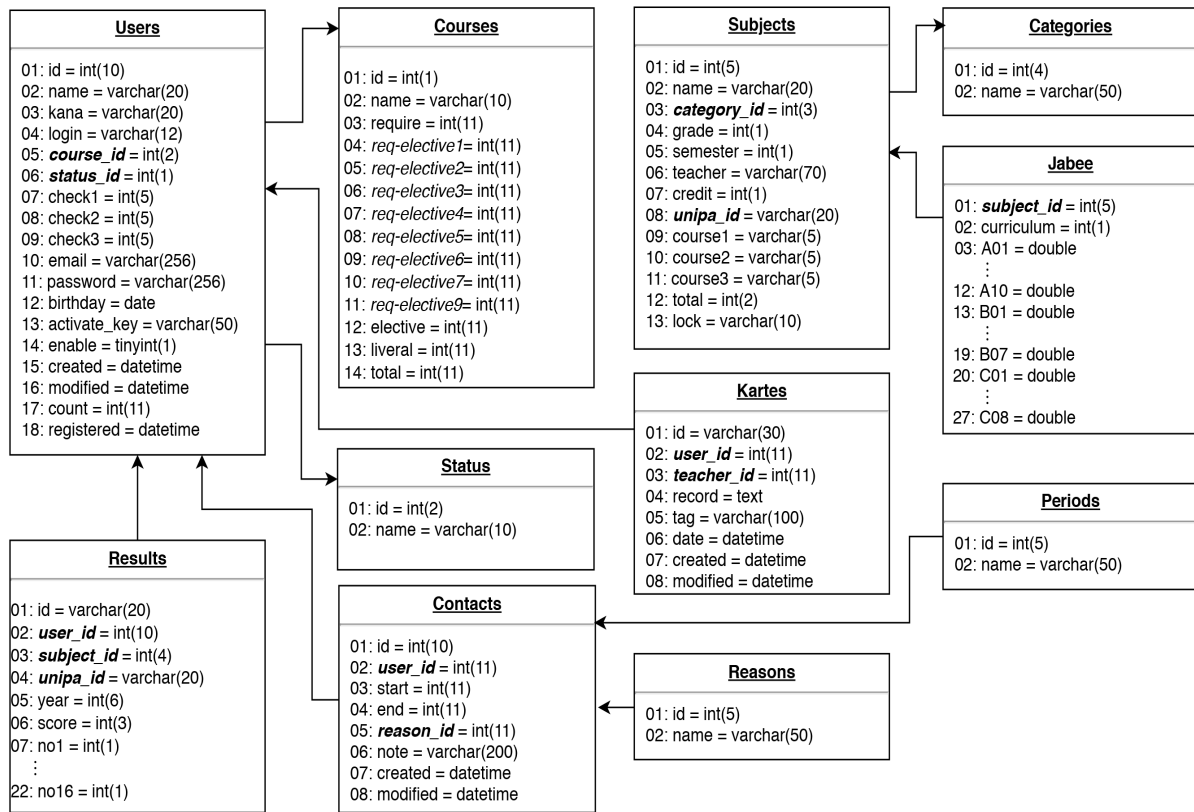 Users
01: id = int(10)
02: name = varchar(20)
03: kana = varchar(20)
04: login = varchar(12)
05: course_id = int(2)
06: status_id = int(1)
07: check1 = int(5)
08: check2 = int(5)
09: check3 = int(5)
10: email = varchar(256)
11: password = varchar(256)
12: birthday = date
13: activate_key = varchar(50)
14: enable = tinyint(1)
15: created = datetime
16: modified = datetime
17: count = int(11)
18: registered = datetime
Courses
01: id = int(1)
02: name = varchar(10)
03: require = int(11)
04: req-elective1= int(11)
05: req-elective2= int(11)
06: req-elective3= int(11)
07: req-elective4= int(11)
08: req-elective5= int(11)
09: req-elective6= int(11)
10: req-elective7= int(11)
11: req-elective9= int(11)
12: elective = int(11)
13: liveral = int(11)
14: total = int(11)
Subjects
01: id = int(5)
02: name = varchar(20)
03: category_id = int(3)
04: grade = int(1)
05: semester = int(1)
06: teacher = varchar(70)
07: credit = int(1)
08: unipa_id = varchar(20)
09: course1 = varchar(5)
10: course2 = varchar(5)
11: course3 = varchar(5)
12: total = int(2)
13: lock = varchar(10)
Categories
01: id = int(4)
02: name = varchar(50)
Jabee
01: subject_id = int(5)
02: curriculum = int(1)
03: A01 = double
⋮
12: A10 = double
13: B01 = double
⋮
19: B07 = double
20: C01 = double
⋮
27: C08 = double
Kartes
01: id = varchar(30)
02: user_id = int(11)
03: teacher_id = int(11)
04: record = text
05: tag = varchar(100)
06: date = datetime
07: created = datetime
08: modified = datetime
Status
01: id = int(2)
02: name = varchar(10)
Periods
01: id = int(5)
02: name = varchar(50)
Results
01: id = varchar(20)
02: user_id = int(10)
03: subject_id = int(4)
04: unipa_id = varchar(20)
05: year = int(6)
06: score = int(3)
07: no1 = int(1)
⋮
22: no16 = int(1)
Contacts
01: id = int(10)
02: user_id = int(11)
03: start = int(11)
04: end = int(11)
05: reason_id = int(11)
06: note = varchar(200)
07: created = datetime
08: modified = datetime
Reasons
01: id = int(5)
02: name = varchar(50)